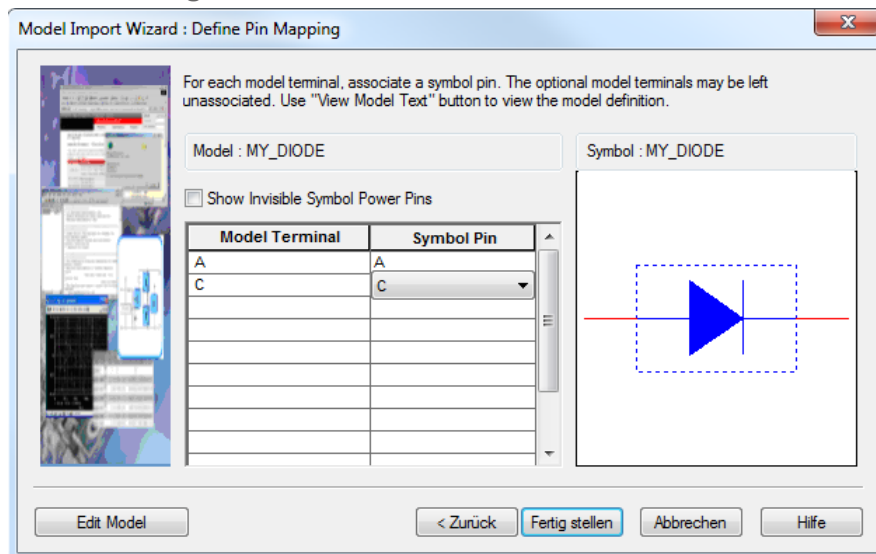 Model Import Wizard : Define Pin Mapping
For each model terminal, associate a symbol pin. The optional model terminals may be left
unassociated. Use "View Model Text" button to view the model definition.
Model : MY_DIODE
Symbol : MY_DIODE
Show Invisible Symbol Power Pins
Model Terminal Symbol Pin
A A
C C
Edit Model
< Zurück
Fertig stellen
Abbrechen
Hilfe